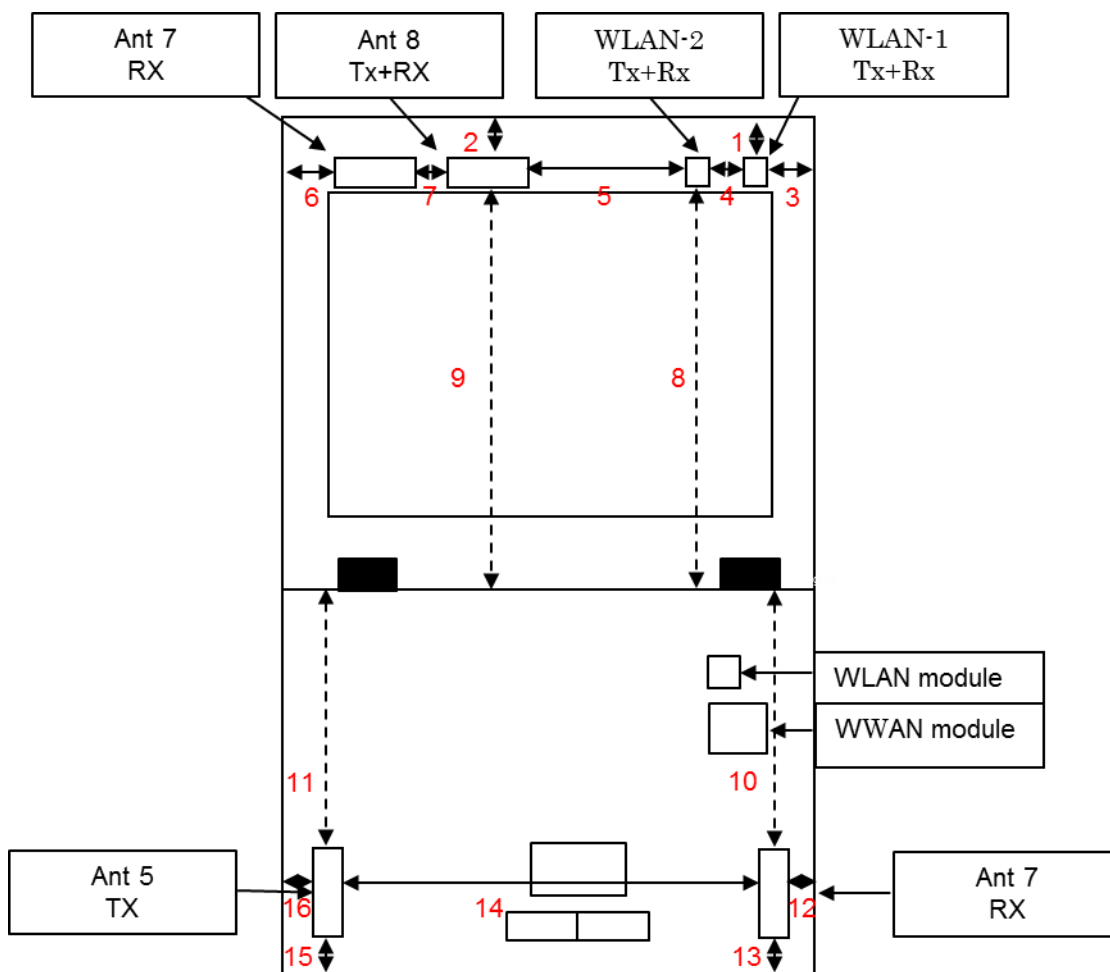 Ant 7
RX
Ant 8
Tx+RX
WLAN-2
Tx+Rx
WLAN-1
Tx+Rx
2
1
6
7
5
4
3
9
8
WLAN module
WWAN module
11
10
Ant 5
TX
16
14
12
Ant 7
RX
15
13